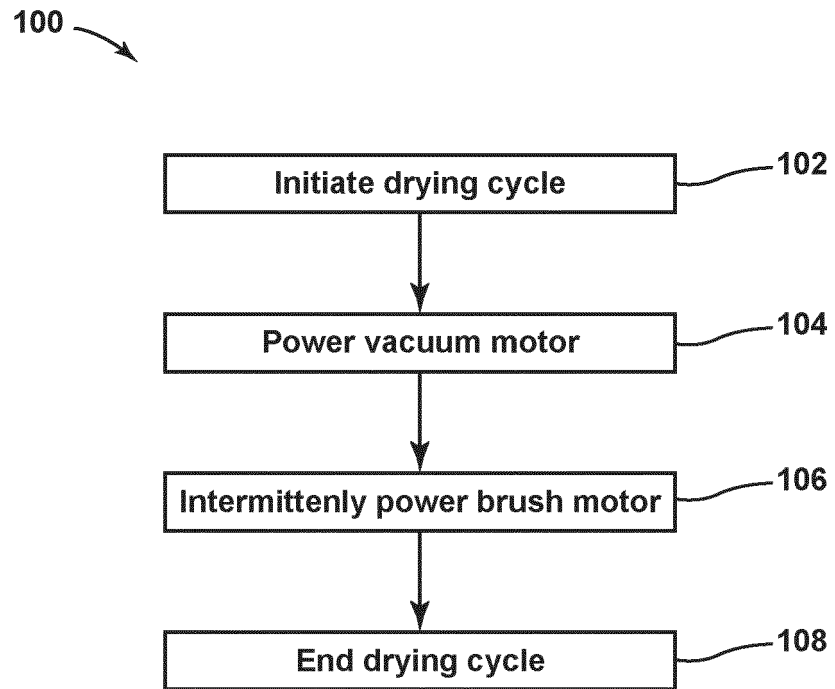 100
Initiate drying cycle
102
Power vacuum motor
104
Intermittenly power brush motor
106
End drying cycle
108